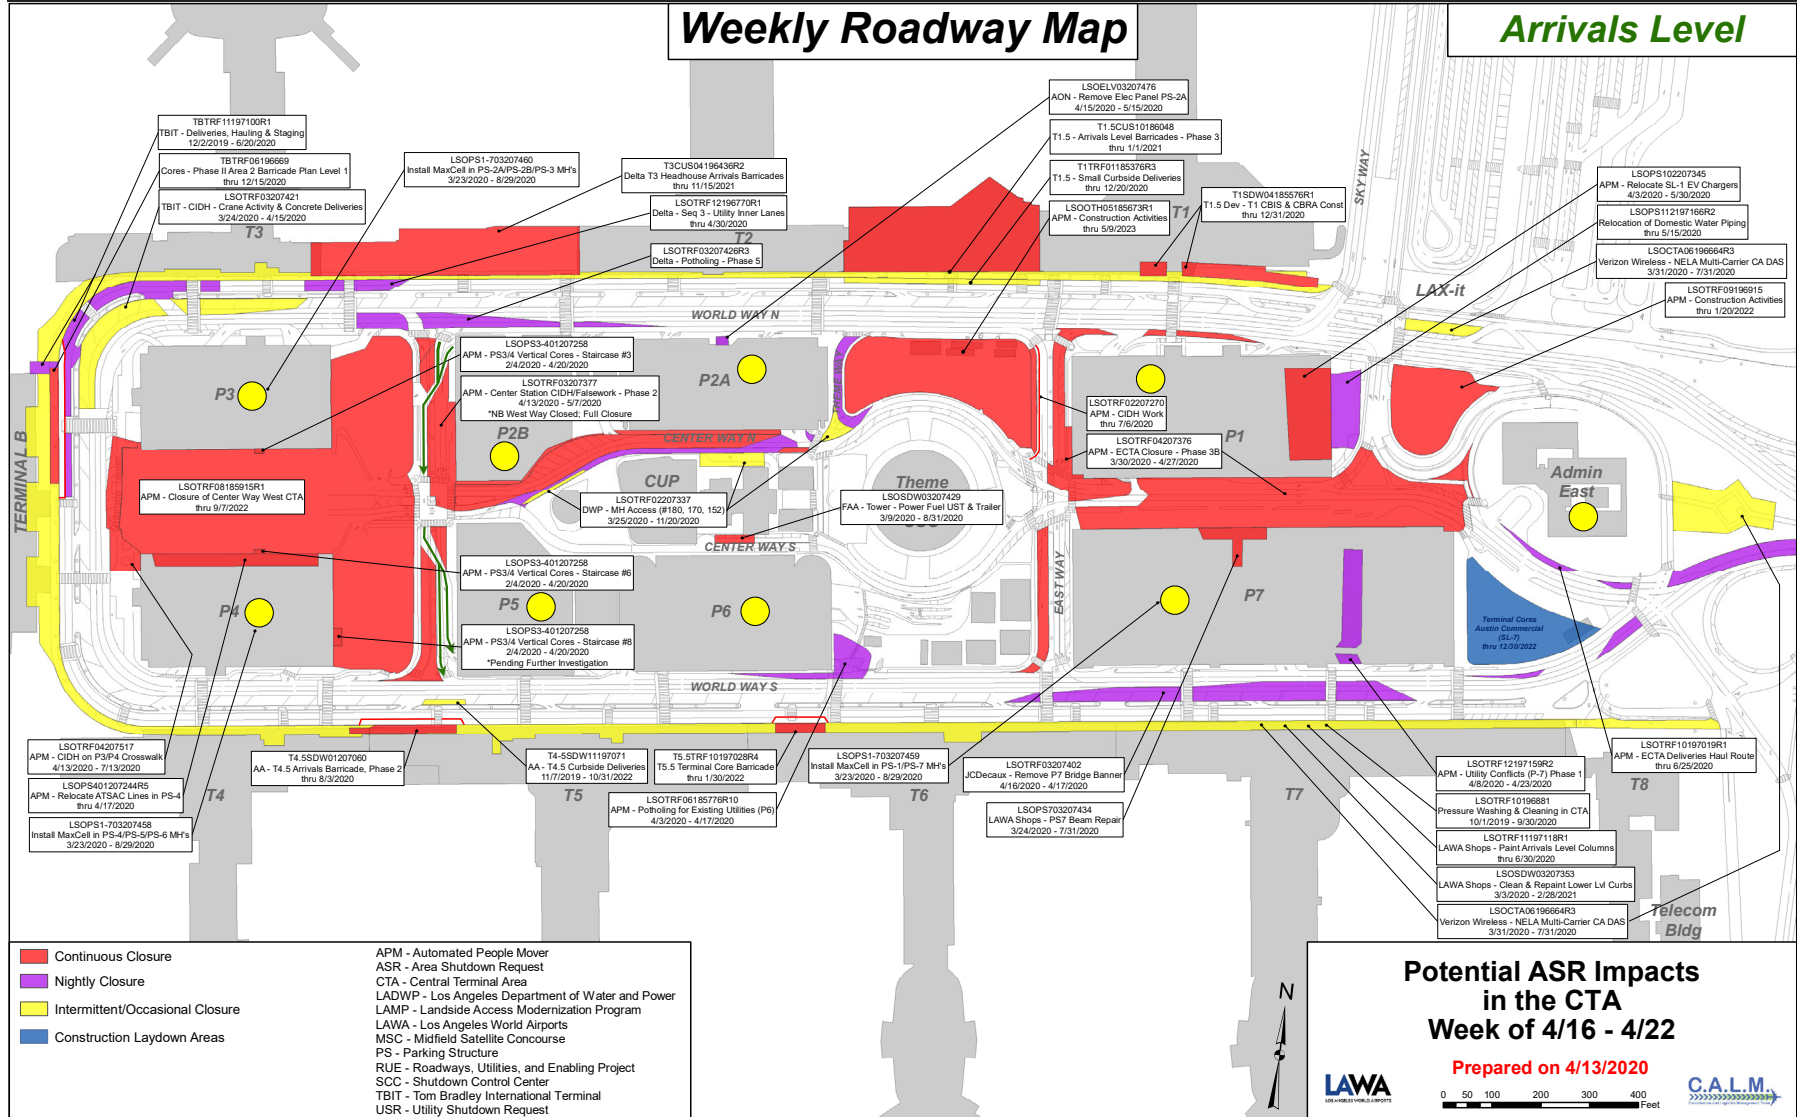 Weekly Roadway Map
Arrivals Level
TBTRF11197100R1
TBIT - Deliveries, Hauling & Staging
12/2/2019 - 6/20/2020
TBTRF06196669
Cores - Phase II Area 2 Barricade Plan Level 1
thru 12/15/2020
LSOTRF03207421
TBIT - CIDH - Crane Activity & Concrete Deliveries
3/24/2020 - 4/15/2020
LSOPS1-703207460
Install MaxCell in PS-2A/PS-2B/PS-3 MH's
3/23/2020 - 8/29/2020
T3CUS04196436R2
Delta T3 Headhouse Arrivals Barricades
thru 11/15/2021
LSOTRF12196770R1
Delta - Seq 3 - Utility Inner Lanes
thru 4/30/2020
LSOTRF03207426R3
Delta - Potholing - Phase 5
LSOELV03207476
AON - Remove Elec Panel PS-2A
4/15/2020 - 5/15/2020
T1.5CUS10186048
T1.5 - Arrivals Level Barricades - Phase 3
thru 1/1/2021
T1TRF01185376R3
T1.5 - Small Curbside Deliveries
thru 12/20/2020
LSOOTH05185673R1
APM - Construction Activities
thru 5/9/2023
T1SDW04185576R1
T1.5 Dev - T1 CBIS & CBRA Const
thru 12/31/2020
LSOPS102207345
APM - Relocate SL-1 EV Chargers
4/3/2020 - 5/30/2020
LSOPS112197166R2
Relocation of Domestic Water Piping
thru 5/15/2020
LSOCTA06196664R3
Verizon Wireless - NELA Multi-Carrier CA DAS
3/31/2020 - 7/31/2020
LSOTRF09196915
APM - Construction Activities
thru 1/20/2022
T3
T2
T1
SKY WAY
LAX-it
WORLD WAY N
LSOPS3-401207258
APM - PS3/4 Vertical Cores - Staircase #3
2/4/2020 - 4/20/2020
LSOTRF03207377
APM - Center Station CIDH/Falsework - Phase 2
4/13/2020 - 5/7/2020
*NB West Way Closed; Full Closure
P3
P2A
P2B
THEME WAY
CENTER WAY N
LSOTRF02207270
APM - CIDH Work
thru 7/6/2020
LSOTRF04207376
APM - ECTA Closure - Phase 3B
3/30/2020 - 4/27/2020
P1
TERMINAL B
LSOTRF08185915R1
APM - Closure of Center Way West CTA
thru 9/7/2022
CUP
LSOTRF02207337
DWP - MH Access (#180, 170, 152)
3/25/2020 - 11/20/2020
Theme
LSOSDW03207429
FAA - Tower - Power Fuel UST & Trailer
3/9/2020 - 8/31/2020
Admin
East
CENTER WAY S
LSOPS3-401207258
APM - PS3/4 Vertical Cores - Staircase #6
2/4/2020 - 4/20/2020
P4
P5
P6
EAST WAY
P7
LSOPS3-401207258
APM - PS3/4 Vertical Cores - Staircase #8
2/4/2020 - 4/20/2020
*Pending Further Investigation
Terminal Cores
Austin Commercial
(SL-7)
thru 12/30/2022
WORLD WAY S
LSOTRF04207517
APM - CIDH on P3/P4 Crosswalk
4/13/2020 - 7/13/2020
LSOPS401207244R5
APM - Relocate ATSAC Lines in PS-4
thru 4/17/2020
LSOPS1-703207458
Install MaxCell in PS-4/PS-5/PS-6 MH's
3/23/2020 - 8/29/2020
T4
T4.5SDW01207060
AA - T4.5 Arrivals Barricade, Phase 2
thru 8/3/2020
T4-5SDW11197071
AA - T4.5 Curbside Deliveries
11/7/2019 - 10/31/2022
T5
T5.5TRF10197028R4
T5.5 Terminal Core Barricade
thru 1/30/2022
LSOTRF06185776R10
APM - Potholing for Existing Utilities (P6)
4/3/2020 - 4/17/2020
LSOPS1-703207459
Install MaxCell in PS-1/PS-7 MH's
3/23/2020 - 8/29/2020
T6
LSOTRF03207402
JCDecaux - Remove P7 Bridge Banner
4/16/2020 - 4/17/2020
LSOPS703207434
LAWA Shops - PS7 Beam Repair
3/24/2020 - 7/31/2020
T7
LSOTRF12197159R2
APM - Utility Conflicts (P-7) Phase 1
4/8/2020 - 4/23/2020
LSOTRF10196881
Pressure Washing & Cleaning in CTA
10/1/2019 - 9/30/2020
LSOTRF11197118R1
LAWA Shops - Paint Arrivals Level Columns
thru 6/30/2020
LSOSDW03207353
LAWA Shops - Clean & Repaint Lower Lvl Curbs
3/3/2020 - 2/28/2021
LSOCTA06196664R3
Verizon Wireless - NELA Multi-Carrier CA DAS
3/31/2020 - 7/31/2020
LSOTRF10197019R1
APM - ECTA Deliveries Haul Route
thru 6/25/2020
T8
Telecom
Bldg
Continuous Closure
Nightly Closure
Intermittent/Occasional Closure
Construction Laydown Areas
APM - Automated People Mover
ASR - Area Shutdown Request
CTA - Central Terminal Area
LADWP - Los Angeles Department of Water and Power
LAMP - Landside Access Modernization Program
LAWA - Los Angeles World Airports
MSC - Midfield Satellite Concourse
PS - Parking Structure
RUE - Roadways, Utilities, and Enabling Project
SCC - Shutdown Control Center
TBIT - Tom Bradley International Terminal
USR - Utility Shutdown Request
N
Potential ASR Impacts
in the CTA
Week of 4/16 - 4/22
Prepared on 4/13/2020
LAWA
LOS ANGELES WORLD AIRPORTS
0 50 100 200 300 400
Feet
C.A.L.M.